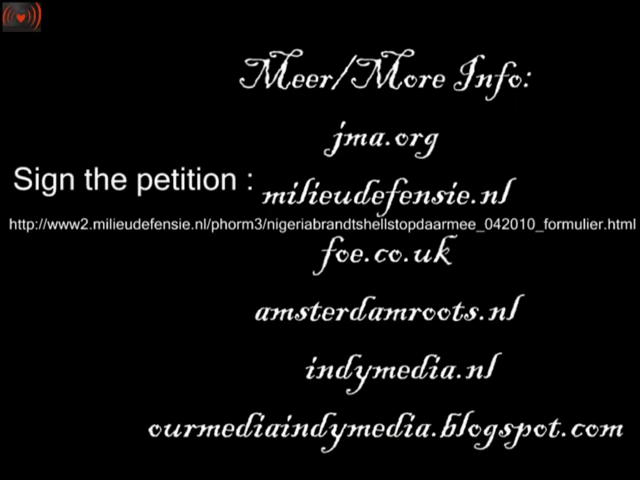 Meer/More Info:
jma.org
Sign the petition :
milieudefensie.nl
http://www2.milieudefensie.nl/phorm3/nigeriabrandtshellstopdaarmee_042010_formulier.html
foe.co.uk
amsterdamroots.nl
indymedia.nl
ourmediaindymedia.blogspot.com